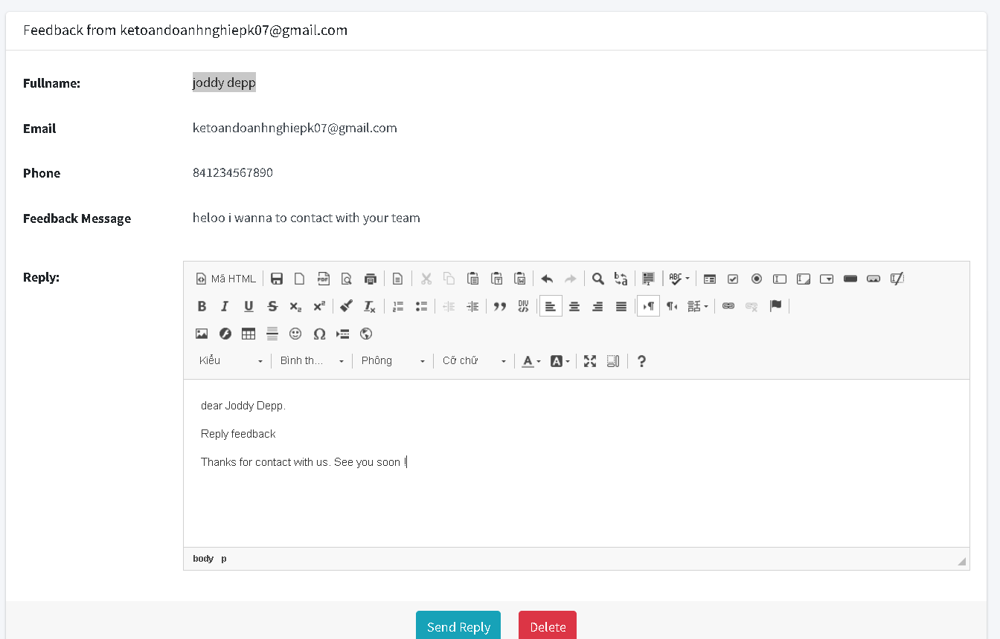 Feedback from ketoandoanhnghiepk07@gmail.com
Fullname: joddy depp
Email ketoandoanhnghiepk07@gmail.com
Phone 841234567890
Feedback Message heloo i wanna to contact with your team
Reply:
Mã HTML
Kiểu Bình th... Phông Cỡ chữ
dear Joddy Depp.
Reply feedback
Thanks for contact with us. See you soon !
body p
Send Reply Delete